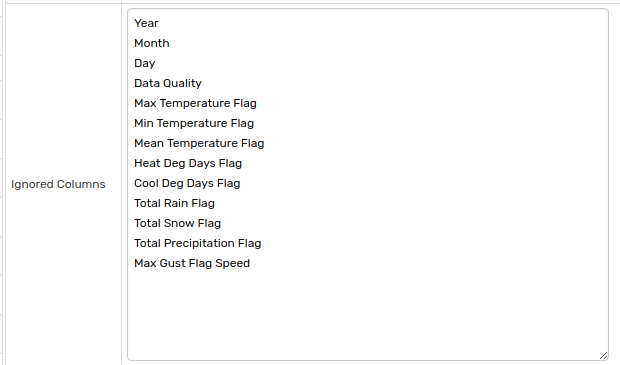 Ignored Columns
Year
Month
Day
Data Quality
Max Temperature Flag
Min Temperature Flag
Mean Temperature Flag
Heat Deg Days Flag
Cool Deg Days Flag
Total Rain Flag
Total Snow Flag
Total Precipitation Flag
Max Gust Flag Speed